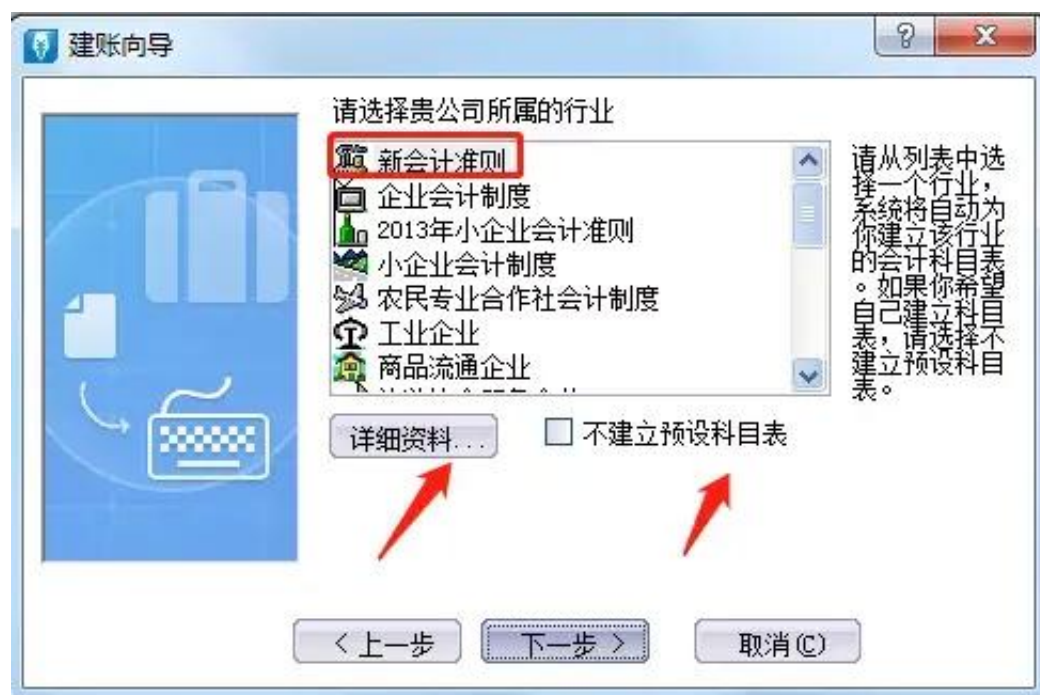 建账向导
请选择贵公司所属的行业
新会计准则
企业会计制度
2013年小企业会计准则
小企业会计制度
农民专业合作社会计制度
工业企业
商品流通企业
请从列表中选
择一个行业，
系统将自动为
你建立该行业
的会计科目表
。如果你希望
自己建立科目
表，请选择不
建立预设科目
表。
详细资料...
不建立预设科目表
<上一步
下一步>
取消(C)